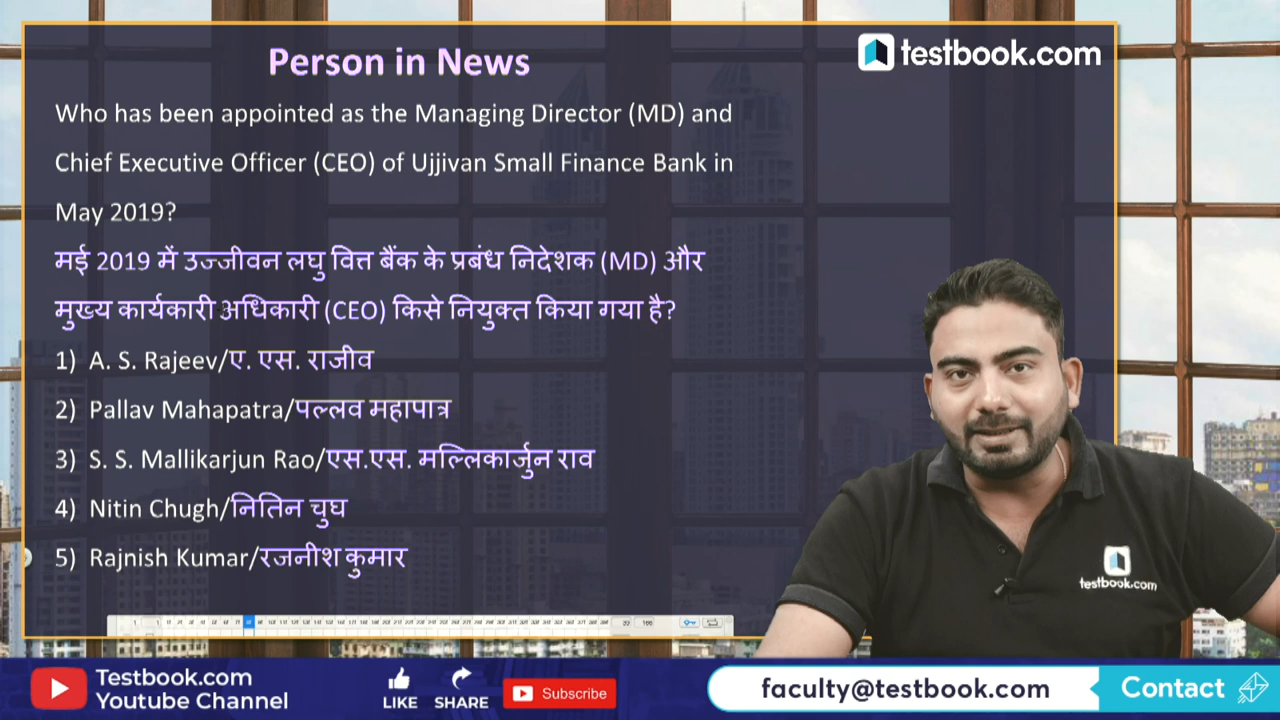 Person in News
testbook.com
Who has been appointed as the Managing Director (MD) and
Chief Executive Officer (CEO) of Ujjivan Small Finance Bank in
May 2019?
मई 2019 में उज्जीवन लघु वित्त बैंक के प्रबंध निदेशक (MD) और
मुख्य कार्यकारी अधिकारी (CEO) किसे नियुक्त किया गया है?
1) A. S. Rajeev/ए. एस. राजीव
2) Pallav Mahapatra/पल्लव महापात्र
3) S. S. Mallikarjun Rao/एस.एस. मल्लिकार्जुन राव
4) Nitin Chugh/नितिन चुघ
5) Rajnish Kumar/रजनीश कुमार
testbook.com
Testbook.com
Youtube Channel
LIKE
SHARE
Subscribe
faculty@testbook.com
Contact